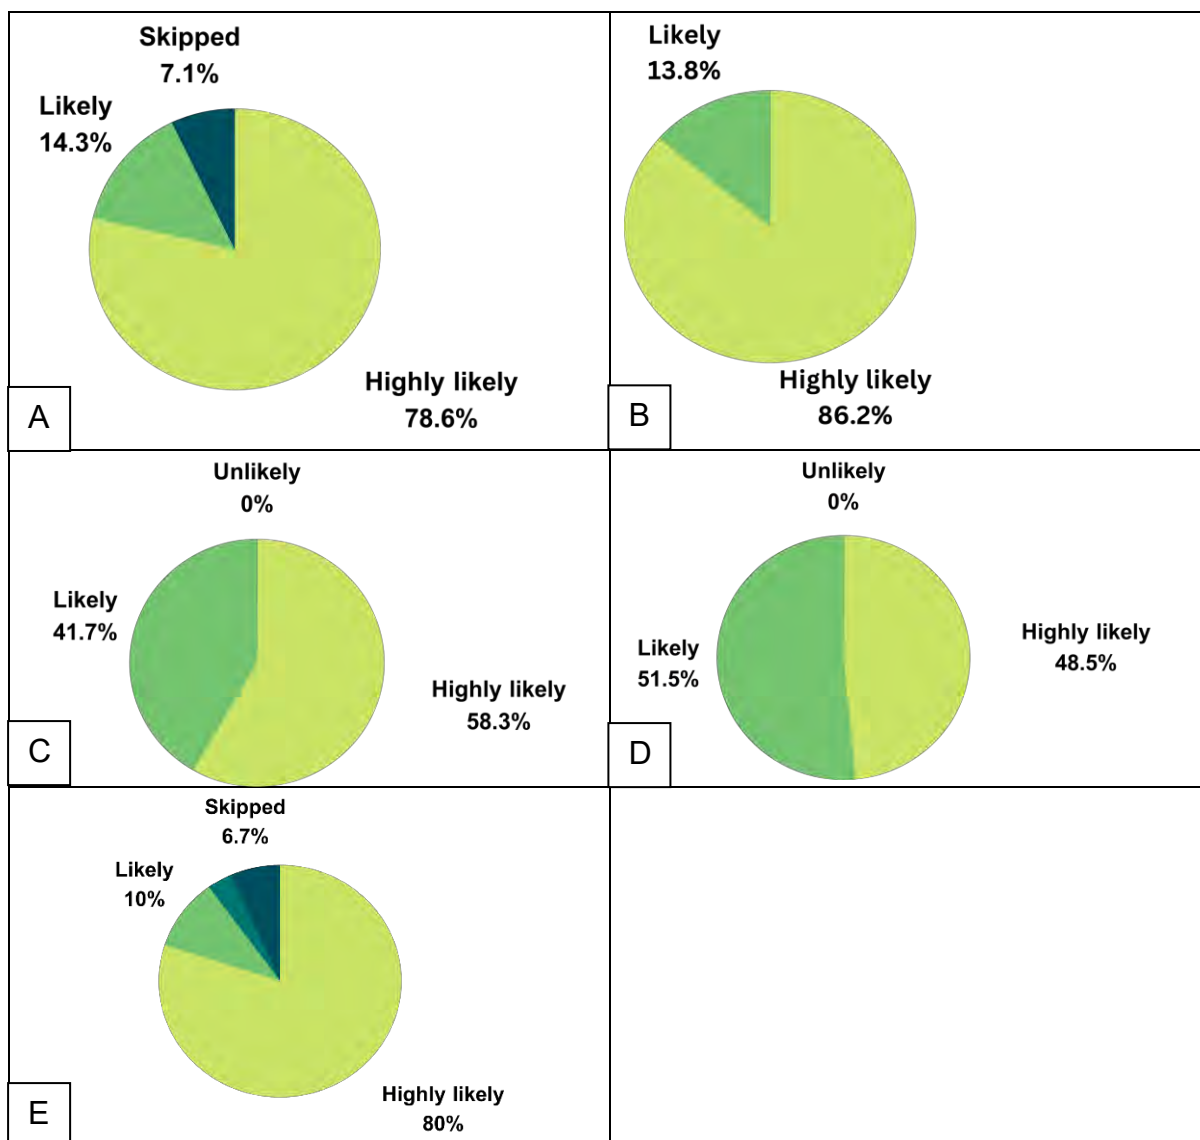 Skipped
7.1%
Likely
14.3%
Highly likely
78.6%
A
Likely
13.8%
Highly likely
86.2%
B
Unlikely
0%
Likely
41.7%
Highly likely
58.3%
C
Unlikely
0%
Likely
51.5%
Highly likely
48.5%
D
Skipped
6.7%
Likely
10%
Highly likely
80%
E